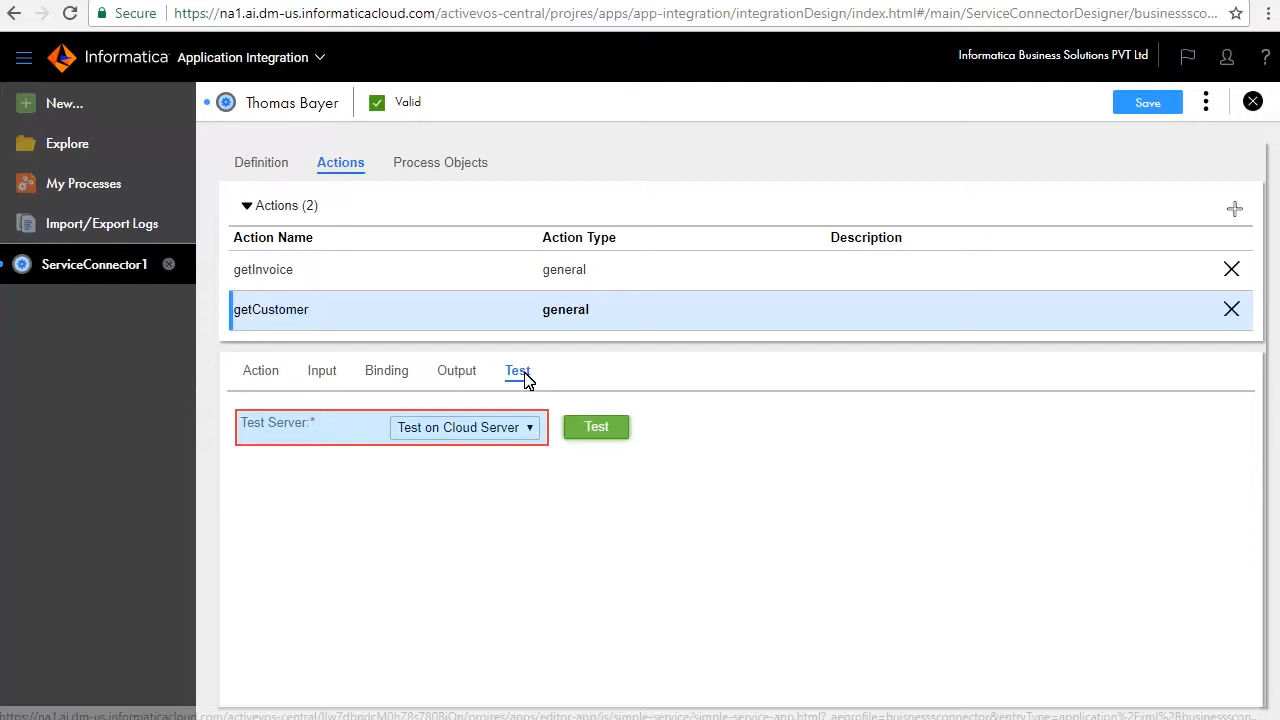 Secure https://na1.ai.dm-us.informaticacloud.com/activevos-central/projres/apps/app-integration/integrationDesign/index.html#/main/ServiceConnectorDesigner/businessco...
Informatica Application Integration
Informatica Business Solutions PVT Ltd
?
New...
Explore
My Processes
Import/Export Logs
ServiceConnector1
Thomas Bayer
Valid
Save
Definition Actions Process Objects
Actions (2)
Action Name Action Type Description
getInvoice general
getCustomer general
Action Input Binding Output Test
Test Server:* Test on Cloud Server Test